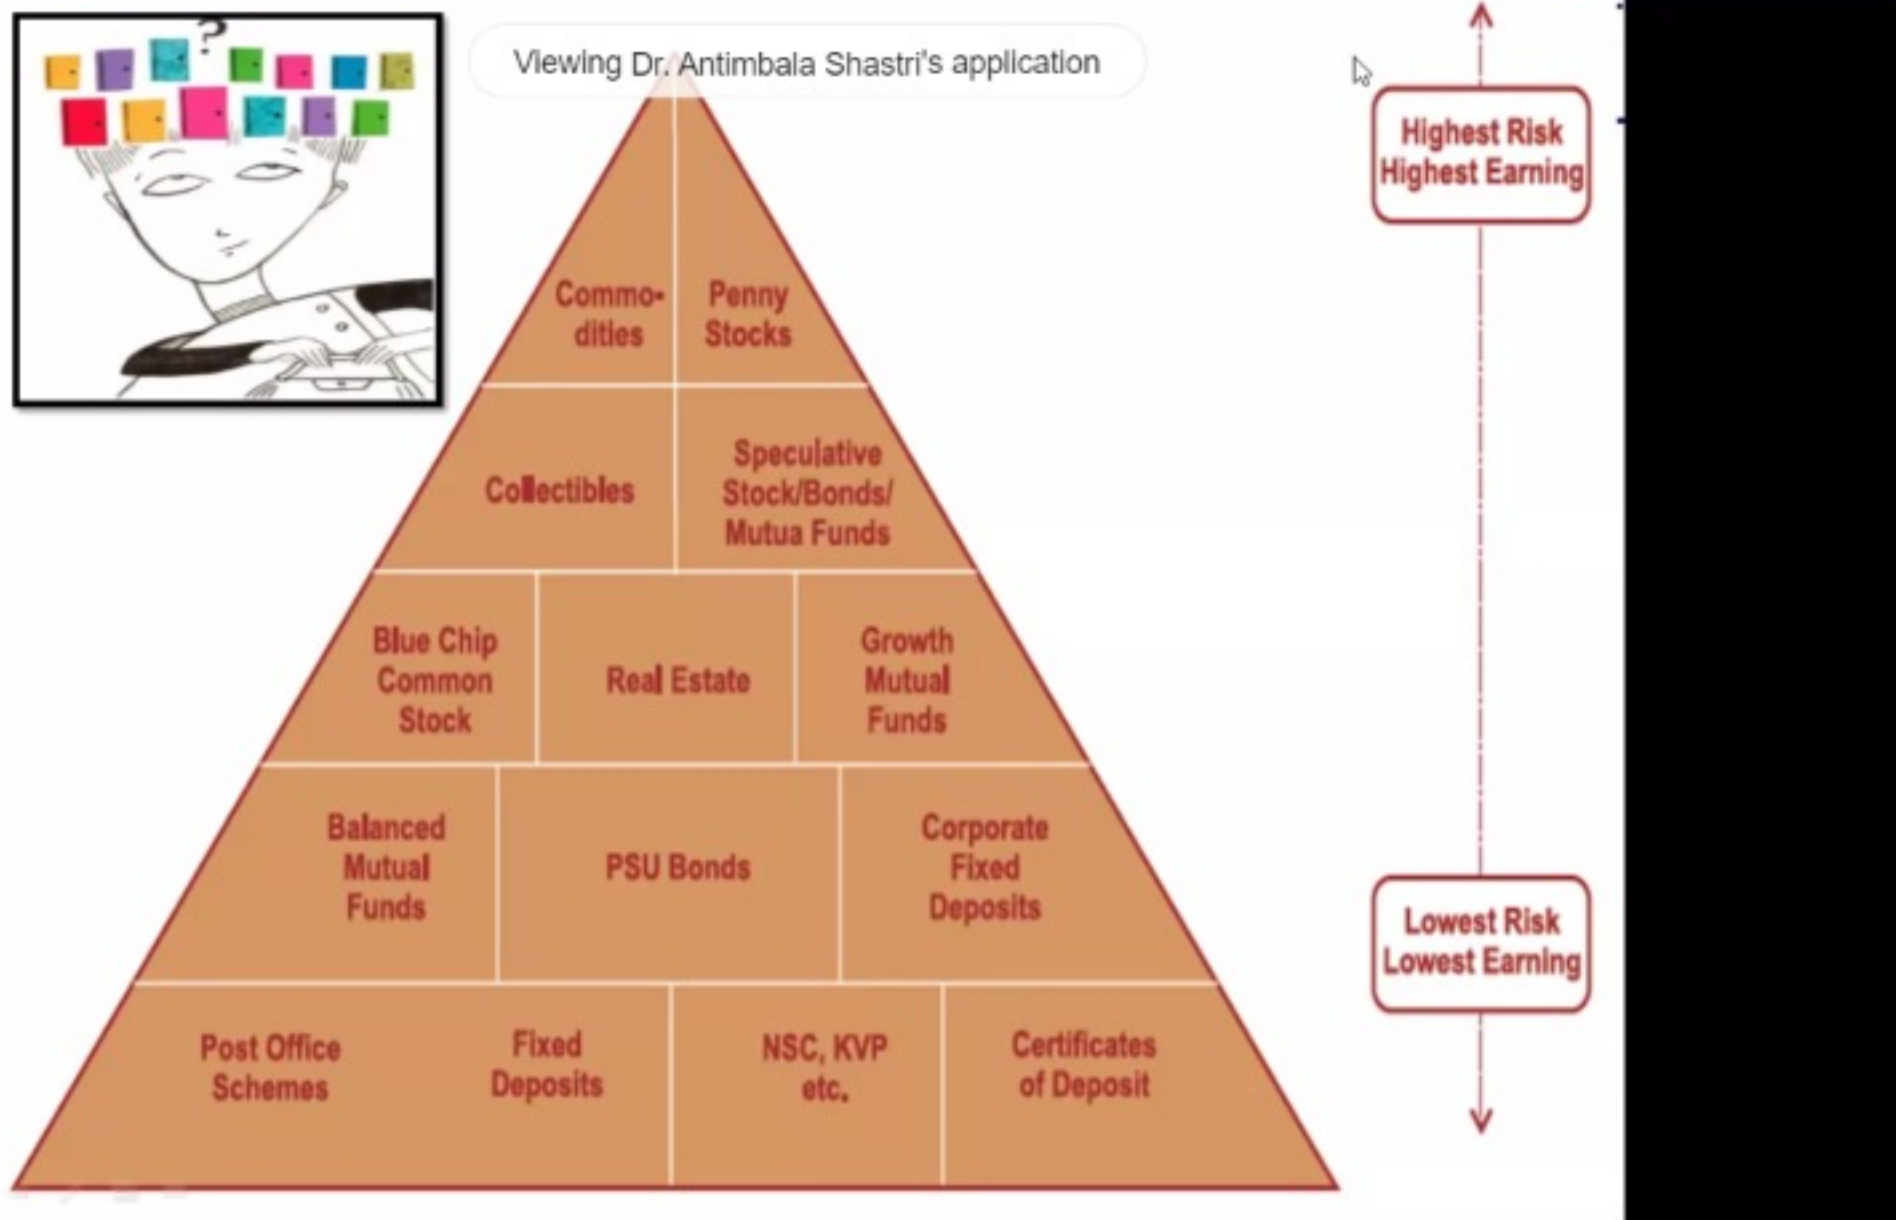 ?
Viewing Dr. Antimbala Shastri's application
Highest Risk
Highest Earning
Commo-
dities
Penny
Stocks
Collectibles
Speculative
Stock/Bonds/
Mutua Funds
Blue Chip
Common
Stock
Real Estate
Growth
Mutual
Funds
Balanced
Mutual
Funds
PSU Bonds
Corporate
Fixed
Deposits
Lowest Risk
Lowest Earning
Post Office
Schemes
Fixed
Deposits
NSC, KVP
etc.
Certificates
of Deposit